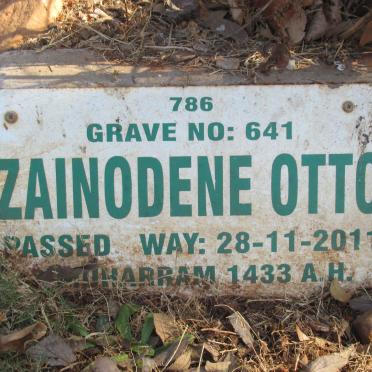 786
GRAVE NO: 641
ZAINODENE OTTO
PASSED WAY: 28-11-2011
MUHARRAM 1433 A.H.